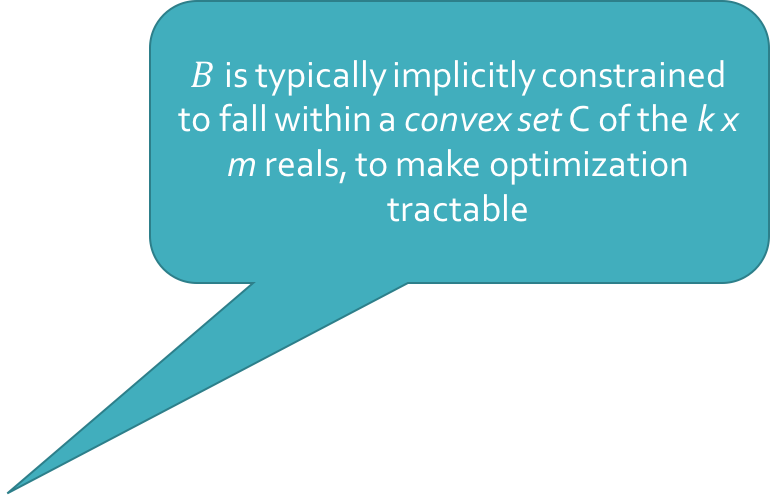 B is typically implicitly constrained
to fall within a convex set C of the k x
m reals, to make optimization
tractable